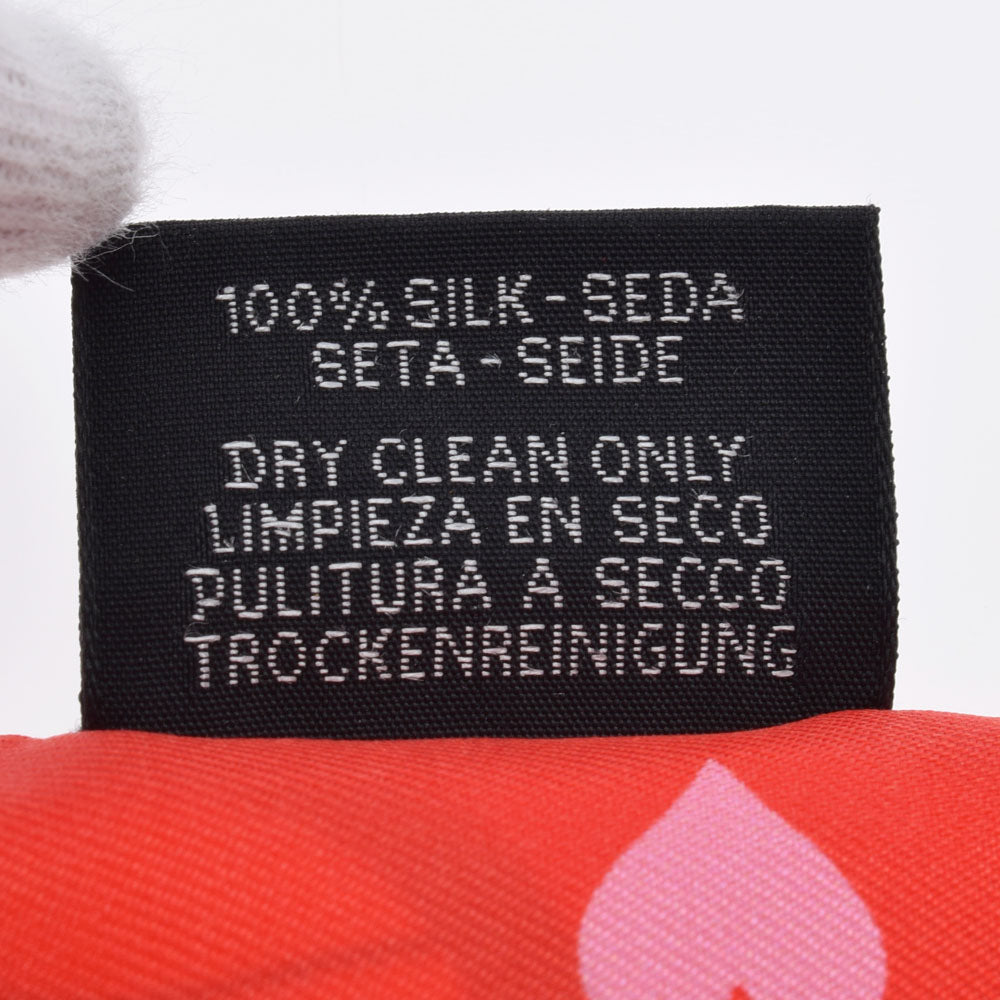 100% SILK - SEDA
SETA - SEIDE
DRY CLEAN ONLY
LIMPIEZA EN SECO
PULITURA A SECCO
TROCKENREINIGUNG